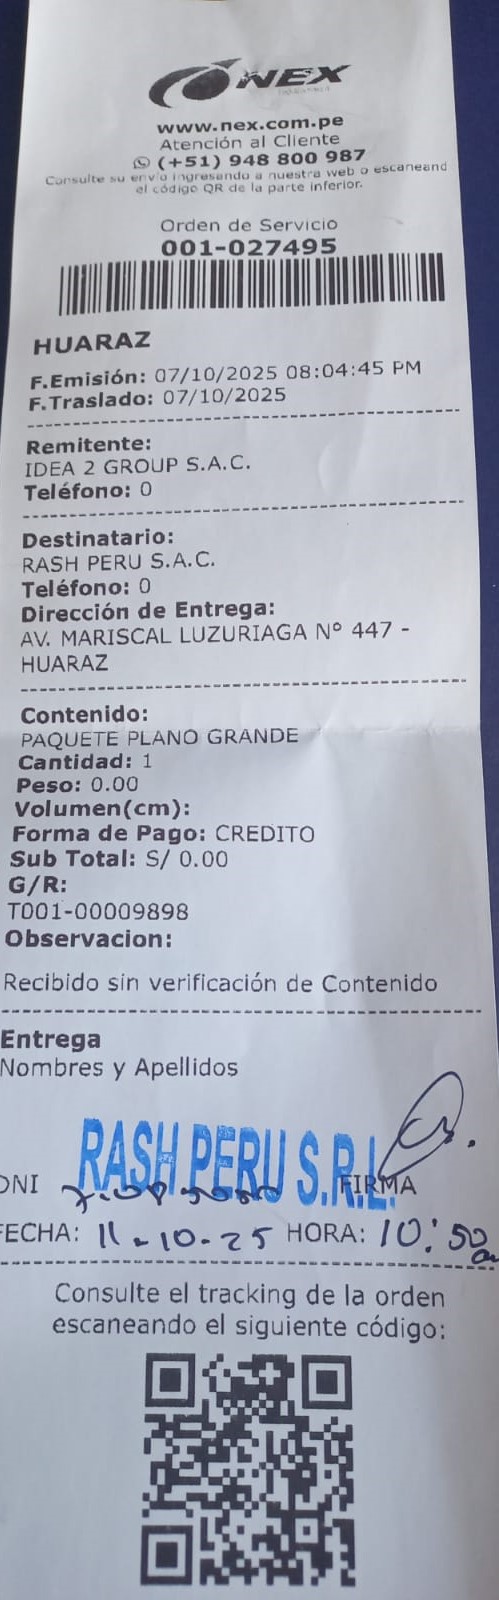 NEX
www.nex.com.pe
Atención al Cliente
(+51) 948 800 987
Consulte su envío ingresando a nuestra web o escaneand
el código QR de la parte inferior.
Orden de Servicio
001-027495
HUARAZ
F.Emisión: 07/10/2025 08:04:45 PM
F.Traslado: 07/10/2025
Remitente:
IDEA 2 GROUP S.A.C.
Teléfono: 0
Destinatario:
RASH PERU S.A.C.
Teléfono: 0
Dirección de Entrega:
AV. MARISCAL LUZURIAGA Nº 447 -
HUARAZ
Contenido:
PAQUETE PLANO GRANDE
Cantidad: 1
Peso: 0.00
Volumen(cm):
Forma de Pago: CREDITO
Sub Total: S/ 0.00
G/R:
T001-00009898
Observacion:
Recibido sin verificación de Contenido
Entrega
Nombres y Apellidos
RASH PERU S.R.L.
DNI FIRMA
FECHA: 11-10-25 HORA: 10:50
Consulte el tracking de la orden
escaneando el siguiente código: